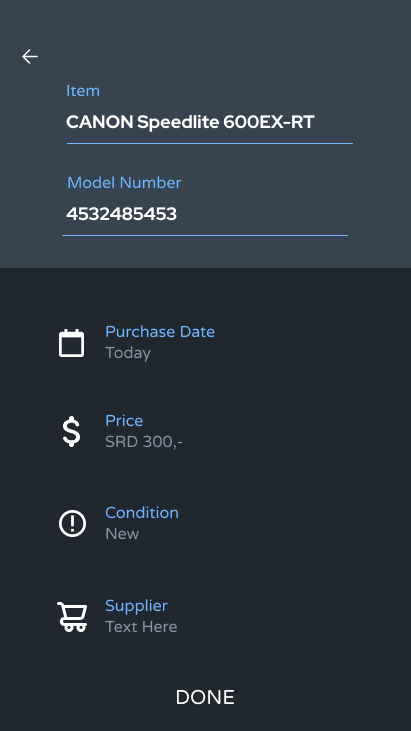 Item
CANON Speedlite 600EX-RT
Model Number
4532485453
Purchase Date
Today
Price
SRD 300,-
Condition
New
Supplier
Text Here
DONE